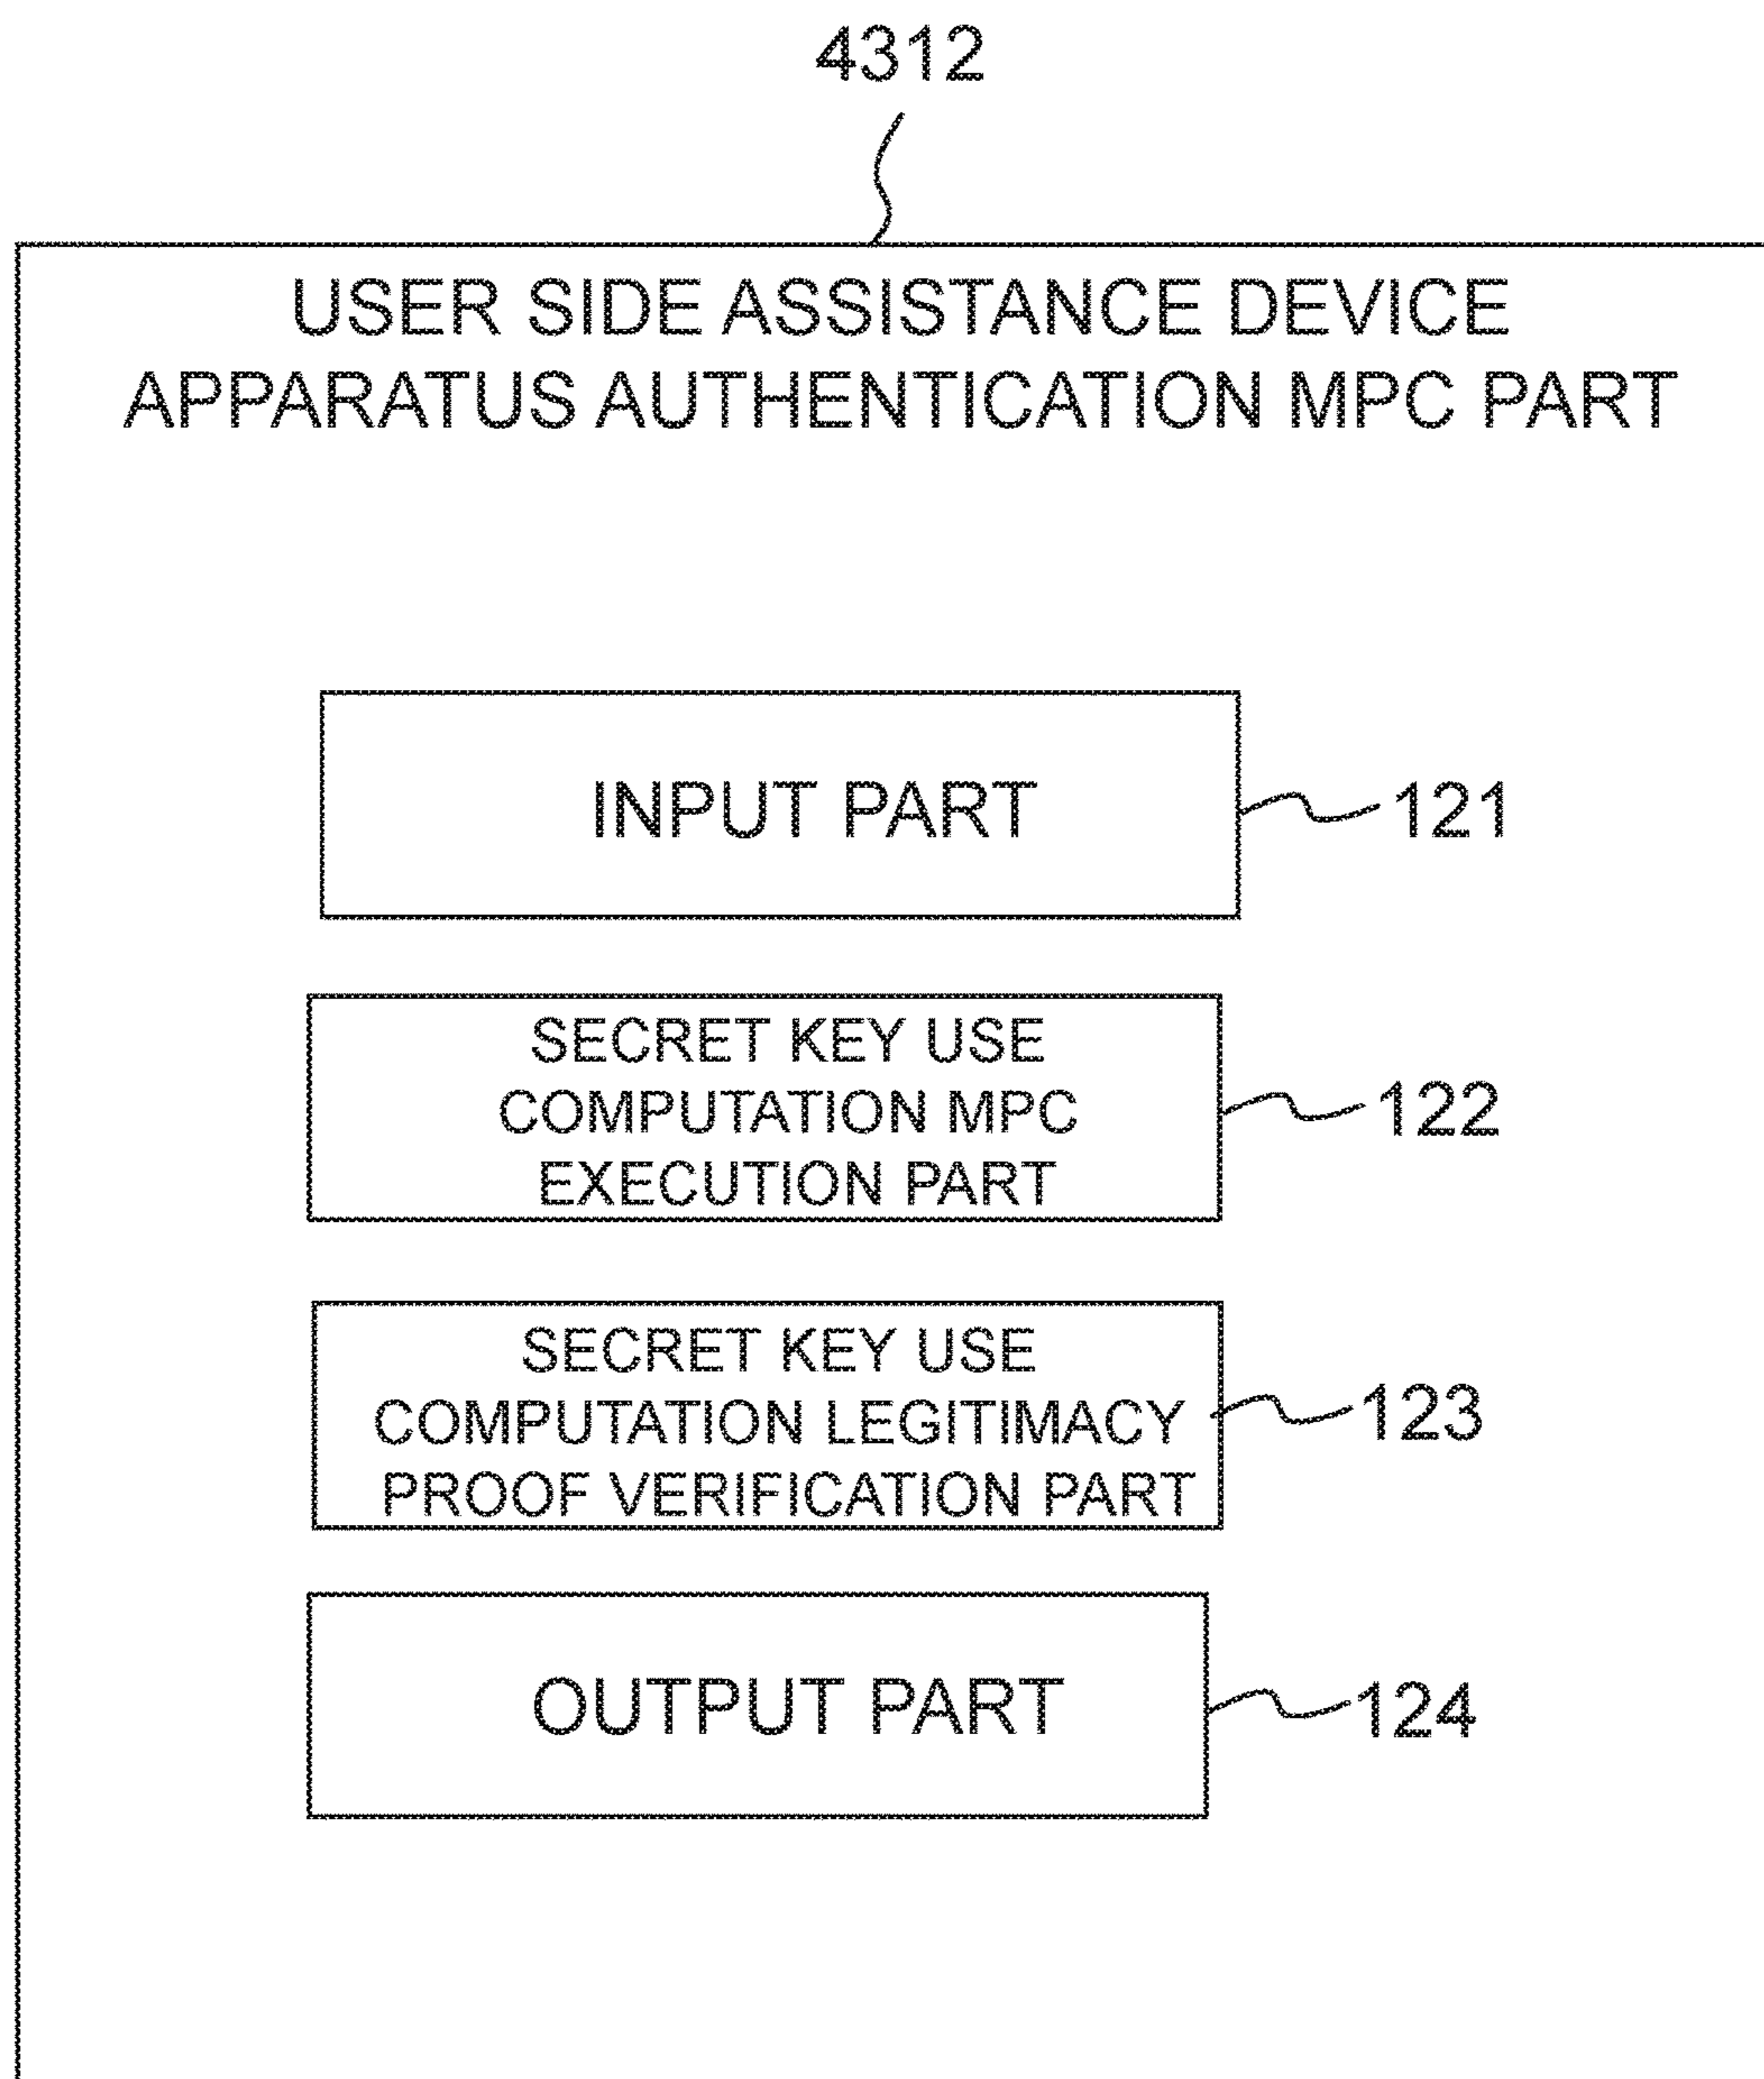 4312
USER SIDE ASSISTANCE DEVICE
APPARATUS AUTHENTICATION MPC PART
INPUT PART
121
SECRET KEY USE
COMPUTATION MPC
EXECUTION PART
122
SECRET KEY USE
COMPUTATION LEGITIMACY
PROOF VERIFICATION PART
123
OUTPUT PART
124